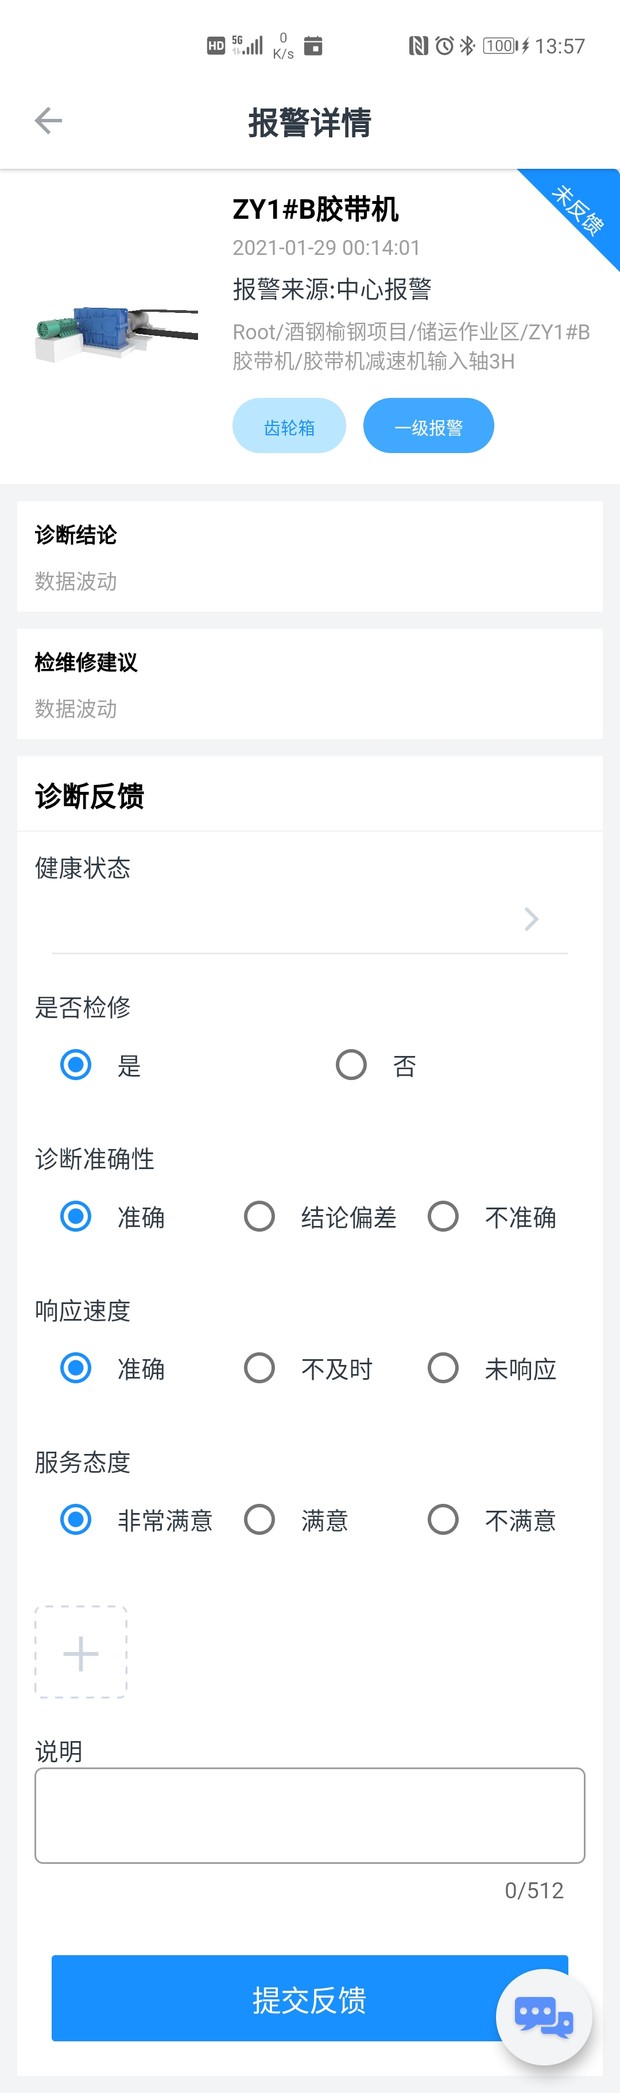 HD 5G 0 K/s 100 13:57
报警详情
ZY1#B胶带机
未反馈
2021-01-29 00:14:01
报警来源:中心报警
Root/酒钢榆钢项目/储运作业区/ZY1#B
胶带机/胶带机减速机输入轴3H
齿轮箱 一级报警
诊断结论
数据波动
检维修建议
数据波动
诊断反馈
健康状态
是否检修
是 否
诊断准确性
准确 结论偏差 不准确
响应速度
准确 不及时 未响应
服务态度
非常满意 满意 不满意
说明
0/512
提交反馈